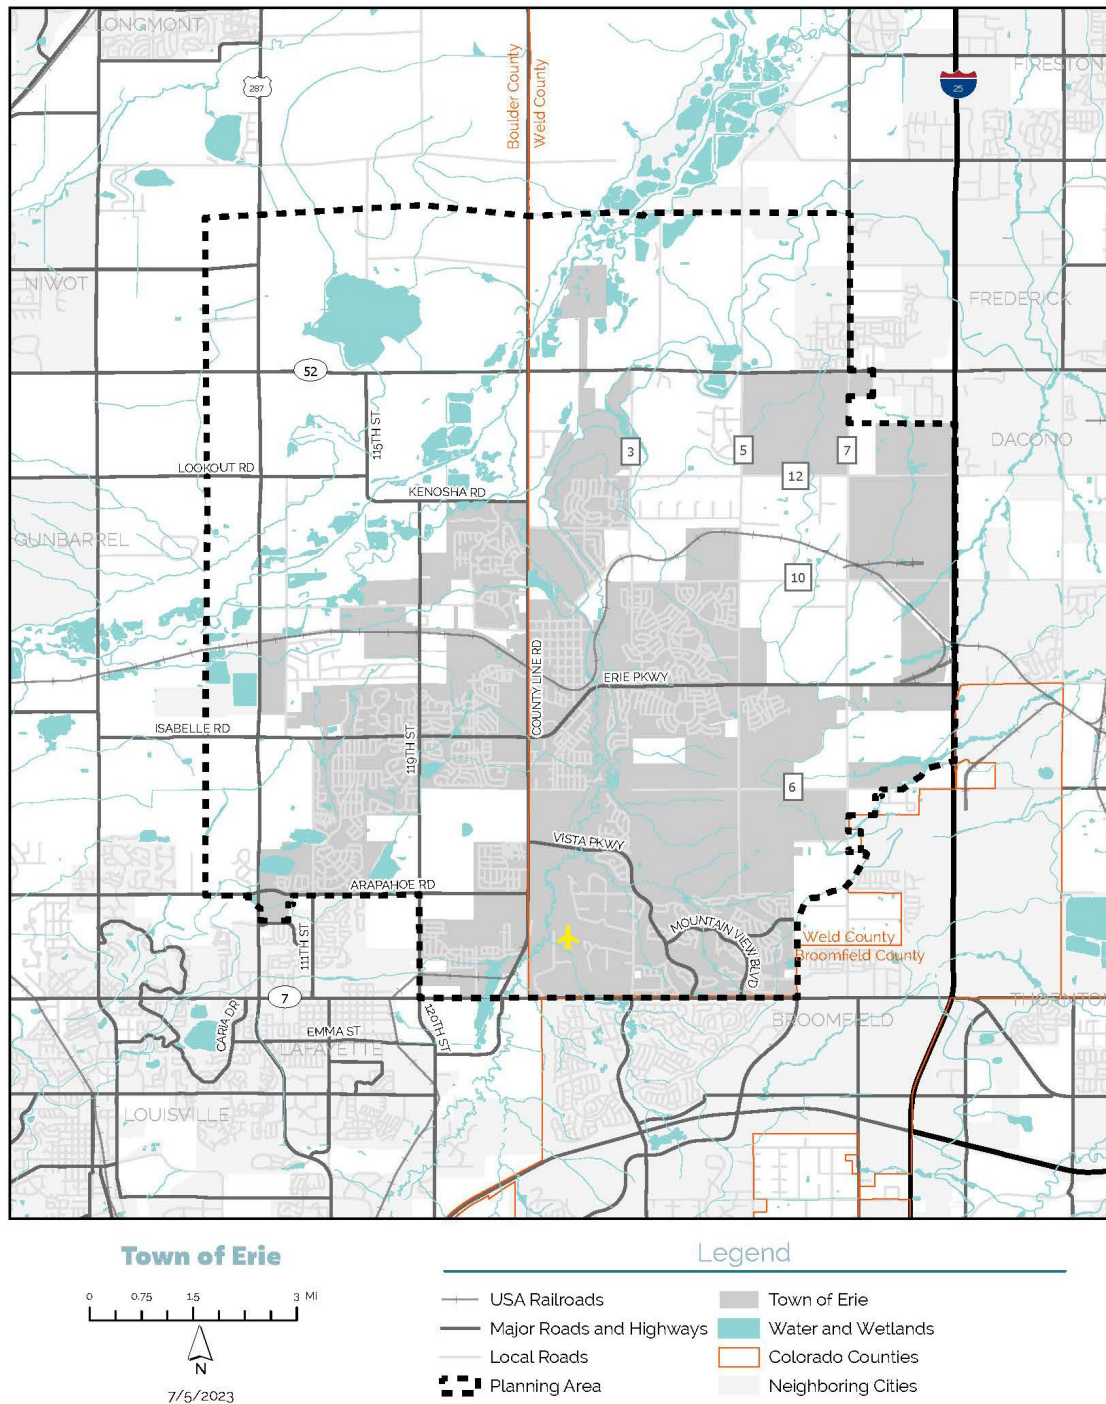 LONGMONT
287
Boulder County
Weld County
25
FIRESTON
NIWOT
FREDERICK
52
115TH ST
LOOKOUT RD
KENOSHA RD
3
5
7
12
DACONO
GUNBARREL
10
COUNTY LINE RD
ERIE PKWY
ISABELLE RD
119TH ST
6
VISTA PKWY
ARAPAHOE RD
MOUNTAIN VIEW BLVD
111TH ST
Weld County
Broomfield County
7
THORNTON
BROOMFIELD
CARIA DR
EMMA ST
120TH ST
LAFAYETTE
LOUISVILLE
Town of Erie
0 0.75 1.5 3 Mi
N
7/5/2023
Legend
USA Railroads
Major Roads and Highways
Local Roads
Planning Area
Town of Erie
Water and Wetlands
Colorado Counties
Neighboring Cities